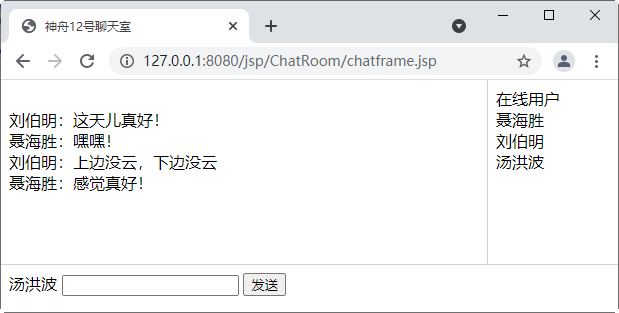 神舟12号聊天室
127.0.0.1:8080/jsp/ChatRoom/chatframe.jsp
刘伯明：这天儿真好！
聂海胜：嘿嘿！
刘伯明：上边没云，下边没云
聂海胜：感觉真好！
在线用户
聂海胜
刘伯明
汤洪波
汤洪波 发送